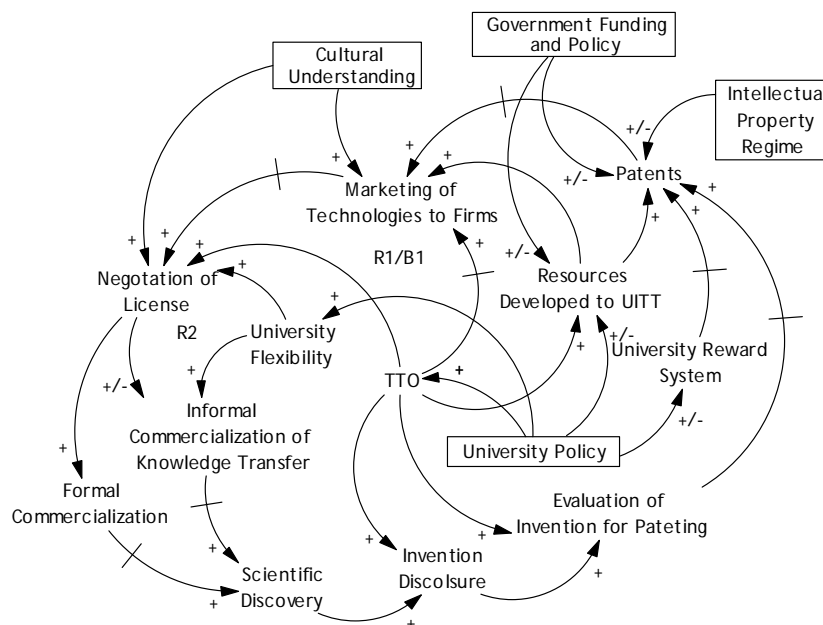 Government Funding
and Policy
Cultural
Understanding
Intellectual
Property
Regime
+/-
+
+
+
+
+/-
Patents
+
Marketing of
Technologies to Firms
+
+
+
+
+
+
R1/B1
+/-
Resources
Developed to UITT
+
Negotation of
License
+
R2
University
Flexibility
+
+/-
+
University Reward
System
+/-
+
TTO
+
+/-
Informal
Commercialization of
Knowledge Transfer
University Policy
+
Formal
Commercialization
Evaluation of
Invention for Pateting
+
+
+
Invention
Discolsure
+
Scientific
Discovery
+
+